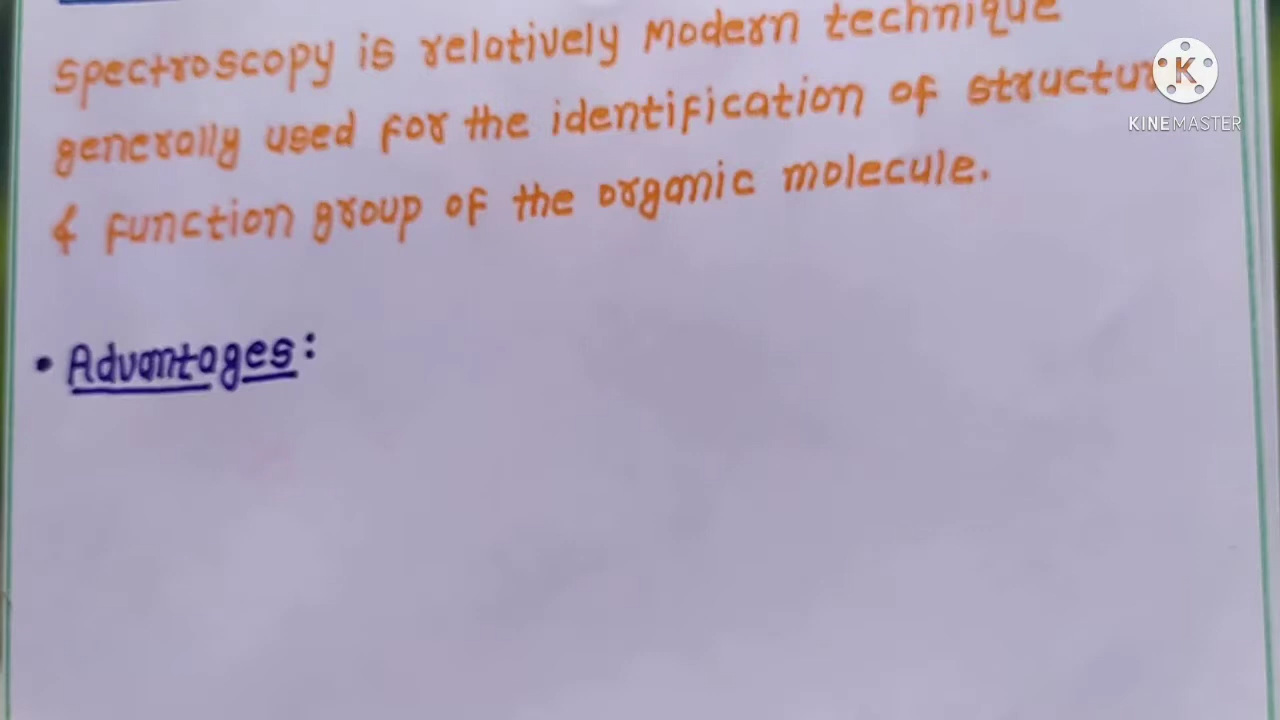 spectroscopy is relatively Modern technique
generally used for the identification of structu
& function group of the organic molecule.
• Advantages:
K
KINEMASTER